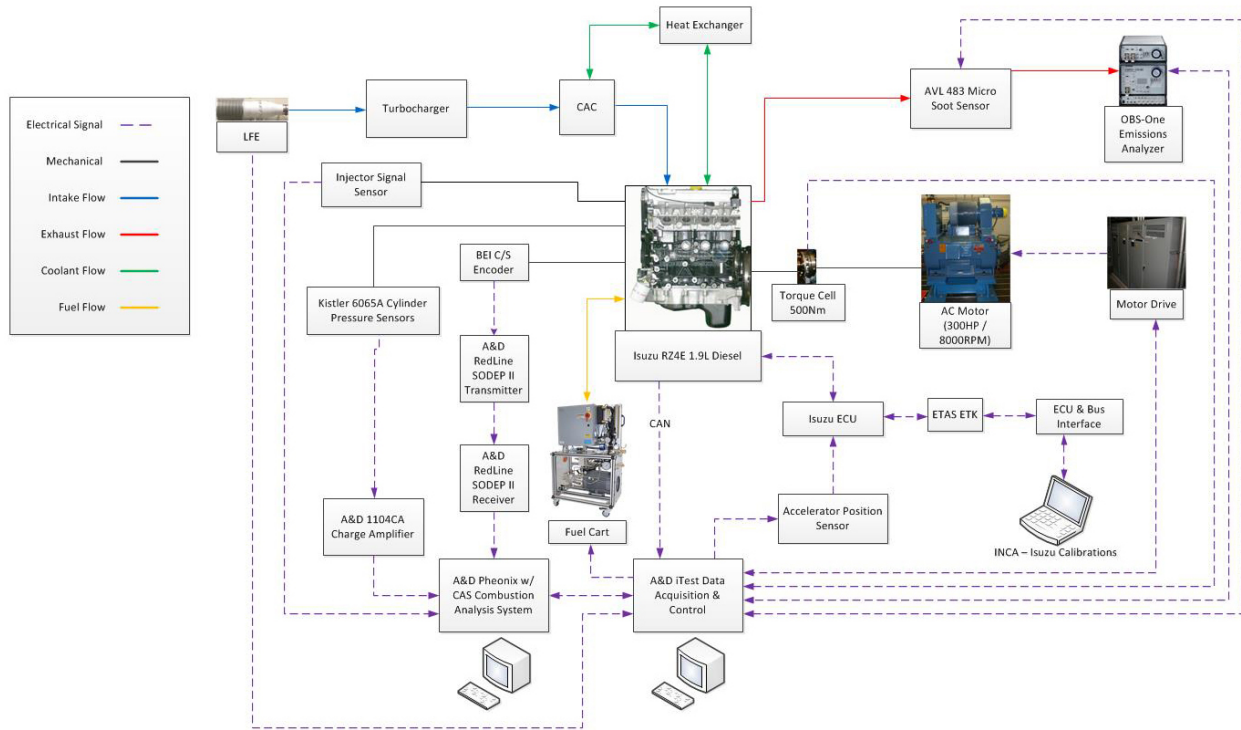 Heat Exchanger
Electrical Signal
Mechanical
Intake Flow
Exhaust Flow
Coolant Flow
Fuel Flow
LFE
Turbocharger
CAC
AVL 483 Micro
Soot Sensor
OBS-One
Emissions
Analyzer
Injector Signal
Sensor
BEI C/S
Encoder
Kistler 6065A Cylinder
Pressure Sensors
Torque Cell
500Nm
AC Motor
(300HP /
8000RPM)
Motor Drive
A&D
RedLine
SODEP II
Transmitter
Isuzu RZ4E 1.9L Diesel
CAN
Isuzu ECU
ETAS ETK
ECU & Bus
Interface
A&D
RedLine
SODEP II
Receiver
A&D 1104CA
Charge Amplifier
Fuel Cart
Accelerator Position
Sensor
INCA – Isuzu Calibrations
A&D Pheonix w/
CAS Combustion
Analysis System
A&D iTest Data
Acquisition &
Control